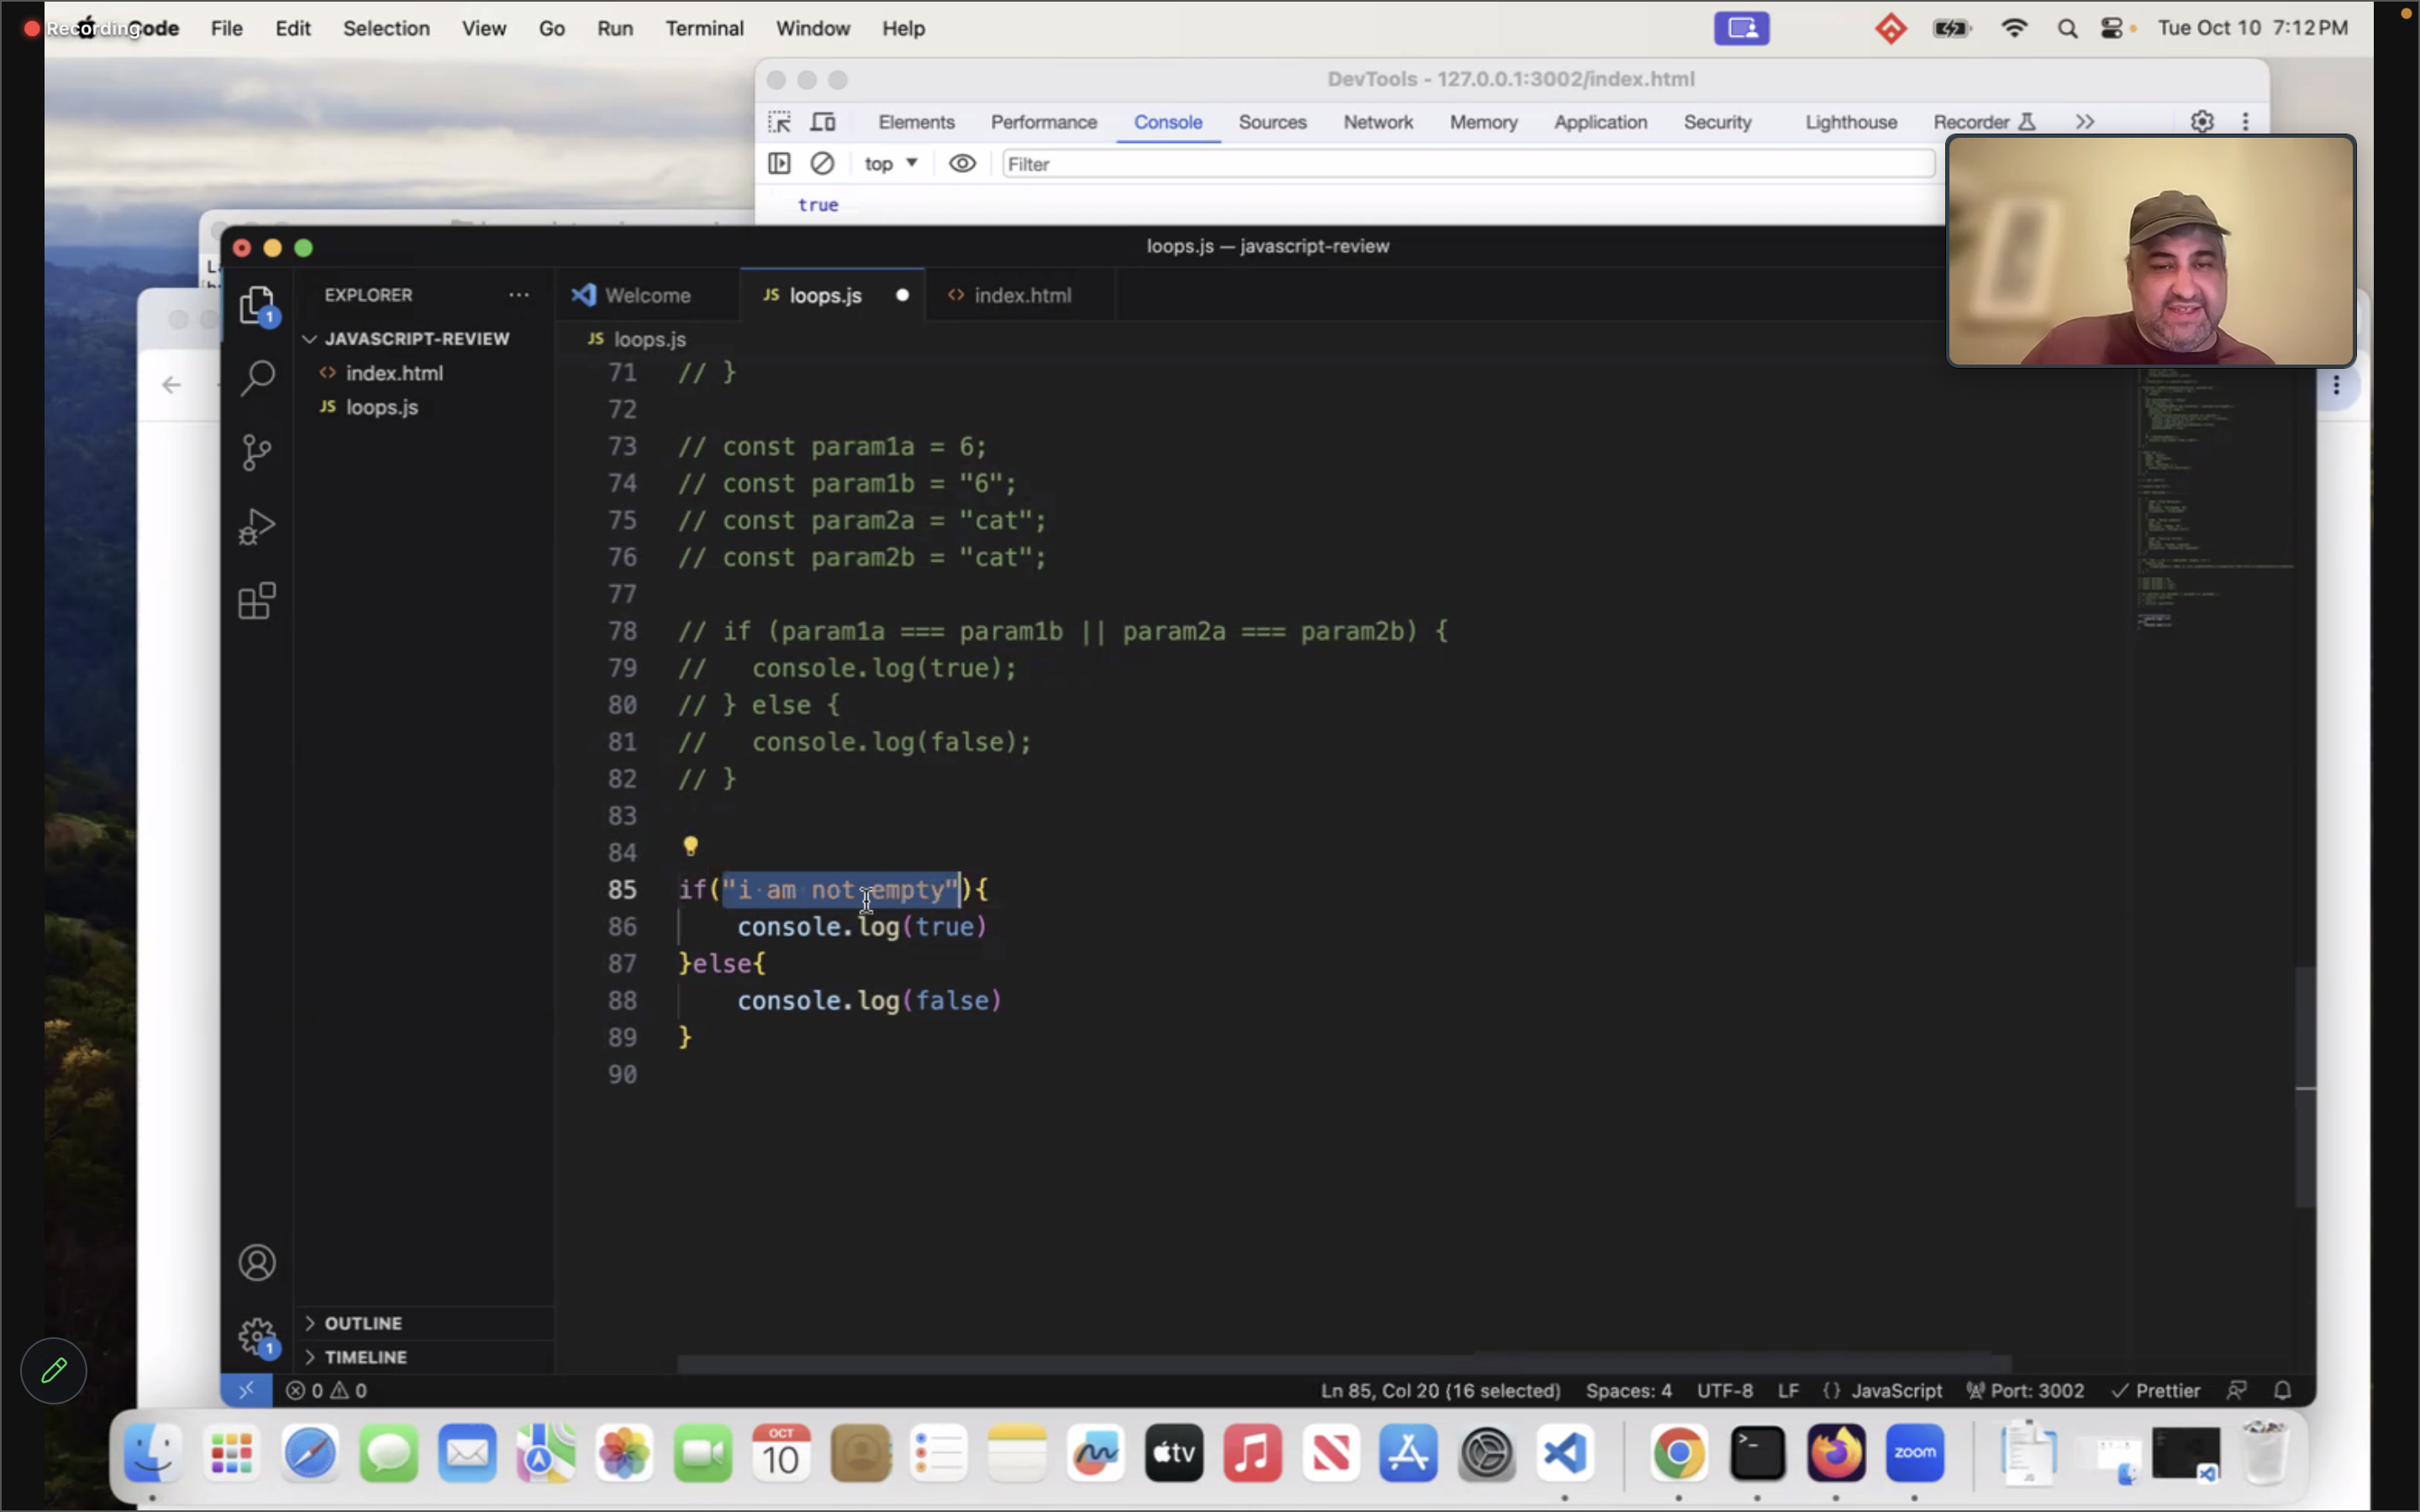 Recording
Code File Edit Selection View Go Run Terminal Window Help
Tue Oct 10 7:12 PM
DevTools - 127.0.0.1:3002/index.html
Elements Performance Console Sources Network Memory Application Security Lighthouse Recorder
top Filter
true
loops.js — javascript-review
EXPLORER
Welcome
JS loops.js
<> index.html
1
JAVASCRIPT-REVIEW
JS loops.js
<> index.html
JS loops.js
71 // }
72
73 // const param1a = 6;
74 // const param1b = "6";
75 // const param2a = "cat";
76 // const param2b = "cat";
77
78 // if (param1a === param1b || param2a === param2b) {
79 //   console.log(true);
80 // } else {
81 //   console.log(false);
82 // }
83
84
85 if("i am not empty"){
86     console.log(true)
87 }else{
88     console.log(false)
89 }
90
OUTLINE
1
TIMELINE
0 0
Ln 85, Col 20 (16 selected) Spaces: 4 UTF-8 LF {} JavaScript Port: 3002 Prettier
OCT
10
tv
zoom
JS